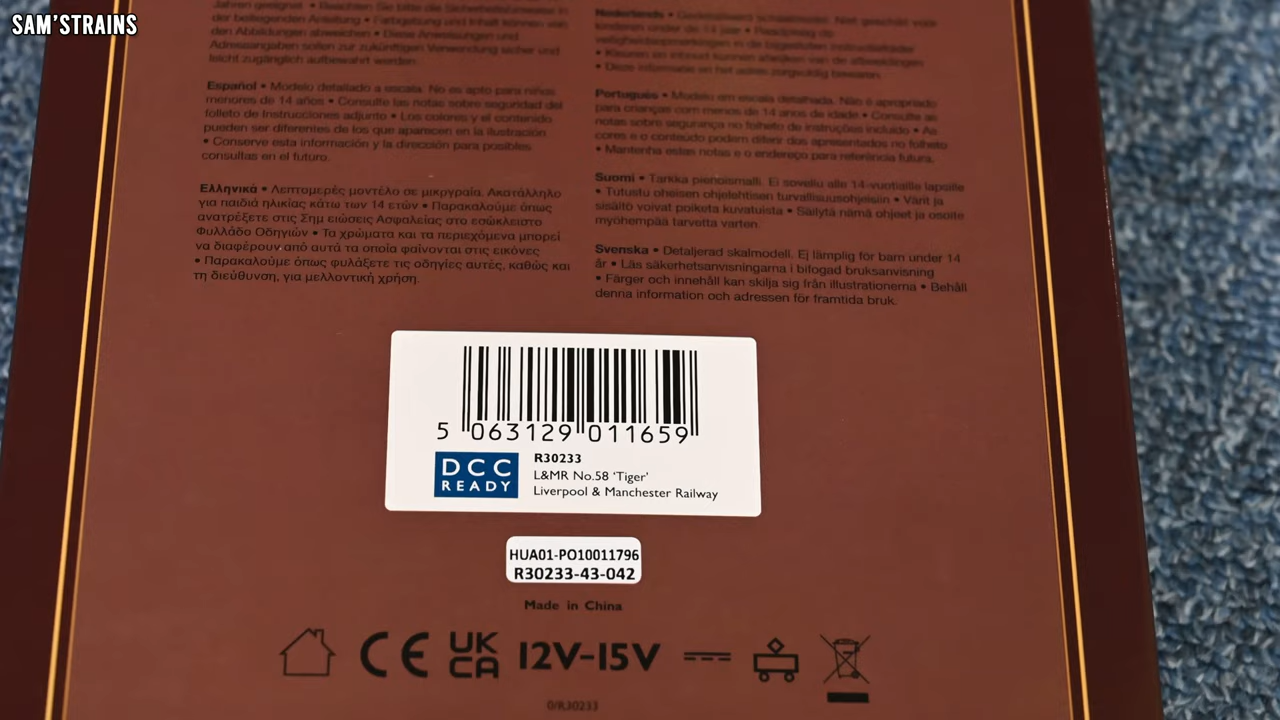 SAM'STRAINS
Jahren geeignet. • Beachten Sie bitte die Sicherheitshinweise in
der beiliegenden Anleitung • Farbgebung und Inhalt können von
den Abbildungen abweichen • Diese Anweisungen und
Adressangaben sollen zur zukünftigen Verwendung sicher und
leicht zugänglich aufbewahrt werden.
Español • Modelo detallado a escala. No es apto para niños
menores de 14 años • Consulte las notas sobre seguridad del
folleto de Instrucciones adjunto • Los colores y el contenido
pueden ser diferentes de los que aparecen en la ilustración
• Conserve esta información y la dirección para posibles
consultas en el futuro.
Ελληνικά • Λεπτομερές μοντέλο σε μικρογραία. Ακατάλληλο
για παιδιά ηλικίας κάτω των 14 ετών • Παρακαλούμε όπως
ανατρέξετε στις Σημ ειώσεις Ασφαλείας στο εσώκλειστο
Φυλλάδο Οδηγιών • Τα χρώματα και τα περιεχόμενα μπορεί
να διαφέρουν από αυτά τα οποία φαίνονται στις εικόνες
• Παρακαλούμε όπως φυλάξετε τις οδηγίες αυτές, καθώς και
τη διεύθυνση, για μελλοντική χρήση.
Nederlands • Gedetailleerd schaalmodel. Niet geschikt voor
kinderen onder de 14 jaar • Raadpleeg de
veiligheidsopmerkingen in de bijgesloten instructiefolder
• Kleuren en inhoud kunnen afwijken van de afbeeldingen
• Deze informatie en het adres zorgvuldig bewaren.
Português • Modelo em escala detalhada. Não é apropriado
para crianças com menos de 14 anos de idade • Consulte as
notas sobre segurança no folheto de instruções incluído • As
cores e o conteúdo podem diferir dos apresentados no folheto
• Mantenha estas notas e o endereço para referência futura.
Suomi • Tarkka pienoismalli. Ei sovellu alle 14-vuotiaille lapsille
• Tutustu oheisen ohjelehtisen turvallisuusohjeisiin • Värit ja
sisältö voivat poiketa kuvatuista • Säilytä nämä ohjeet ja osoite
myöhempää tarvetta varten.
Svenska • Detaljerad skalmodell. Ej lämplig för barn under 14
år • Läs säkerhetsanvisningarna i bifogad bruksanvisning
• Färger och innehåll kan skilja sig från illustrationerna • Behåll
denna information och adressen för framtida bruk.
5 063129 011659
DCC
READY
R30233
L&MR No.58 'Tiger'
Liverpool & Manchester Railway
HUA01-PO10011796
R30233-43-042
Made in China
CE UK
CA 12V-15V
0/R30233